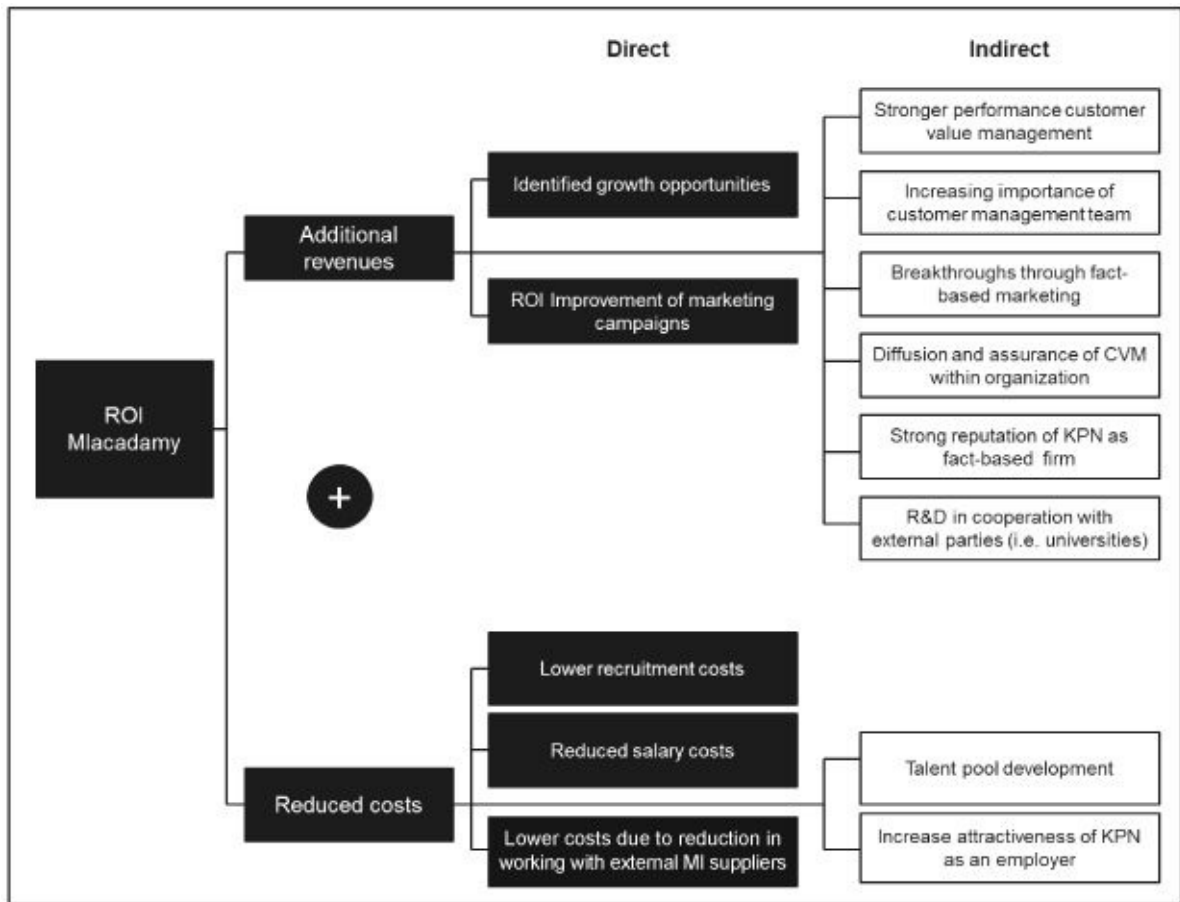 Direct
Indirect
Stronger performance customer
value management
Identified growth opportunities
Increasing importance of
customer management team
Additional
revenues
Breakthroughs through fact-
based marketing
ROI Improvement of marketing
campaigns
Diffusion and assurance of CVM
within organization
ROI
MIacadamy
Strong reputation of KPN as
fact-based firm
+
R&D in cooperation with
external parties (i.e. universities)
Lower recruitment costs
Reduced salary costs
Talent pool development
Reduced costs
Lower costs due to reduction in
working with external MI suppliers
Increase attractiveness of KPN
as an employer